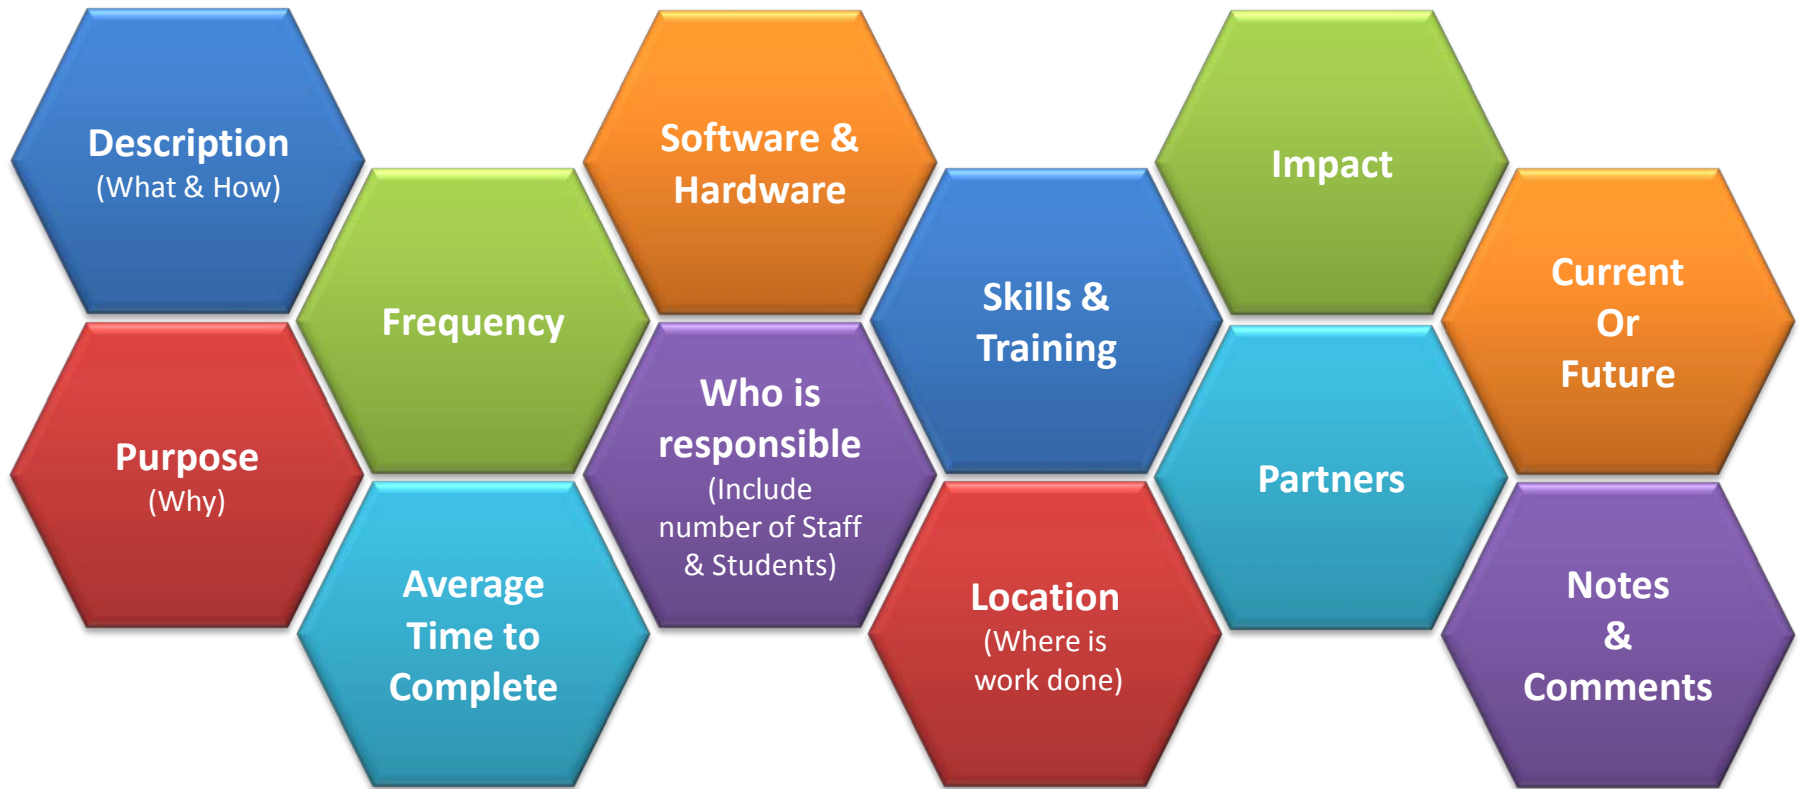 Description
(What & How)
Purpose
(Why)
Frequency
Average
Time to
Complete
Software &
Hardware
Who is
responsible
(Include
number of Staff
& Students)
Skills &
Training
Location
(Where is
work done)
Impact
Partners
Current
Or
Future
Notes
&
Comments